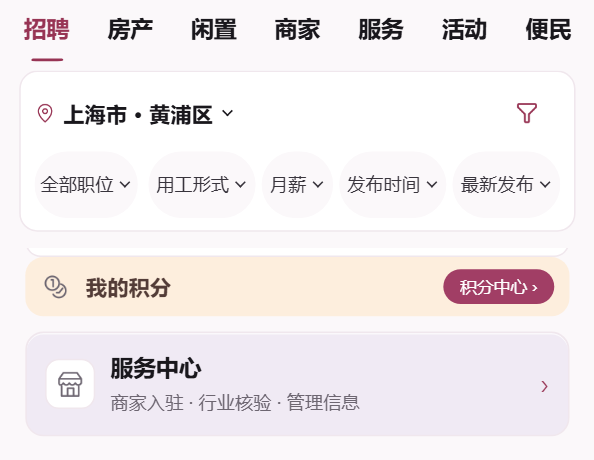 招聘 房产 闲置 商家 服务 活动 便民
上海市·黄浦区
全部职位 用工形式 月薪 发布时间 最新发布
我的积分 积分中心 ›
服务中心
商家入驻 · 行业核验 · 管理信息